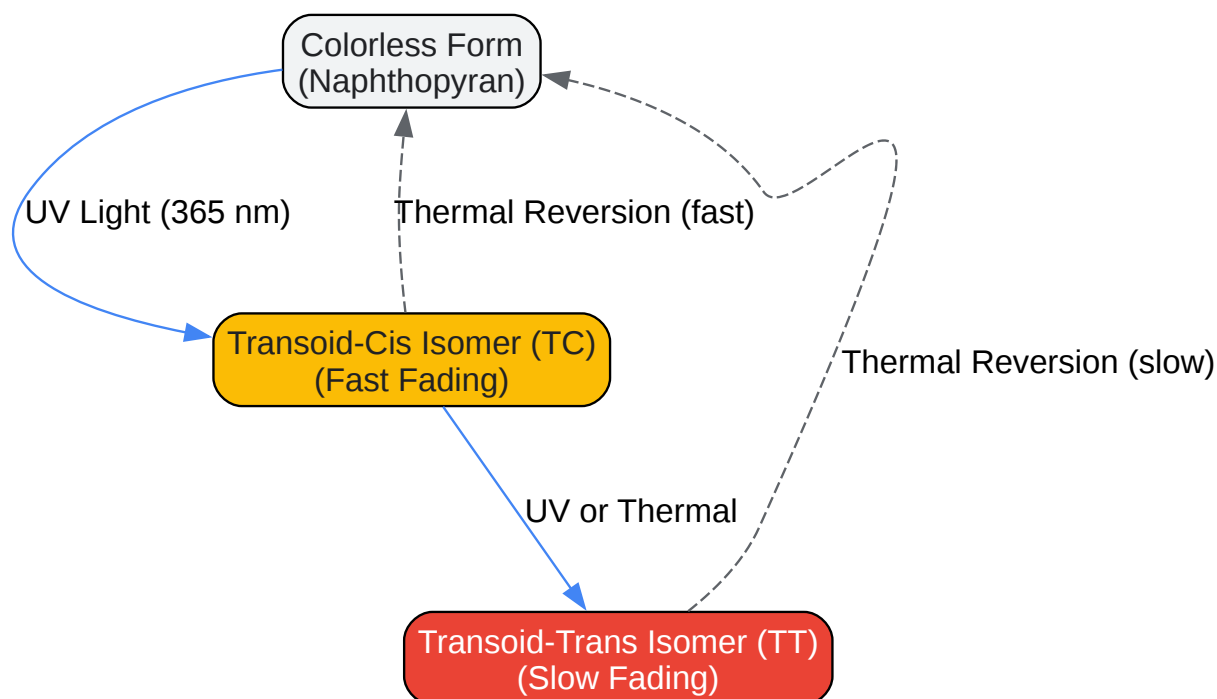 Colorless Form
(Naphthopyran)
UV Light (365 nm)
Thermal Reversion (fast)
Transoid-Cis Isomer (TC)
(Fast Fading)
Thermal Reversion (slow)
UV or Thermal
Transoid-Trans Isomer (TT)
(Slow Fading)